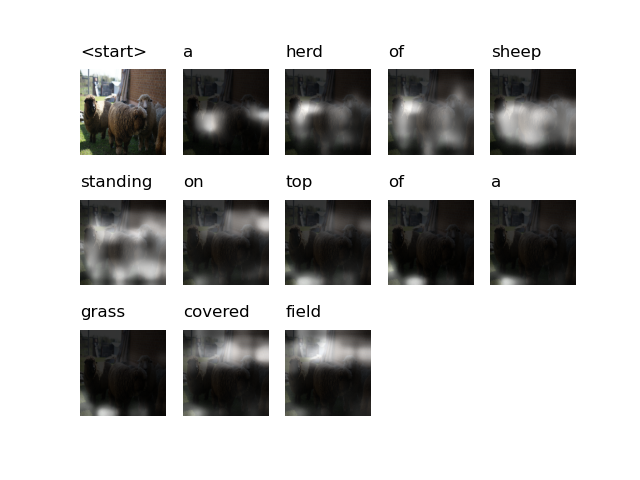 <start> a herd of sheep
standing on top of a
grass covered field